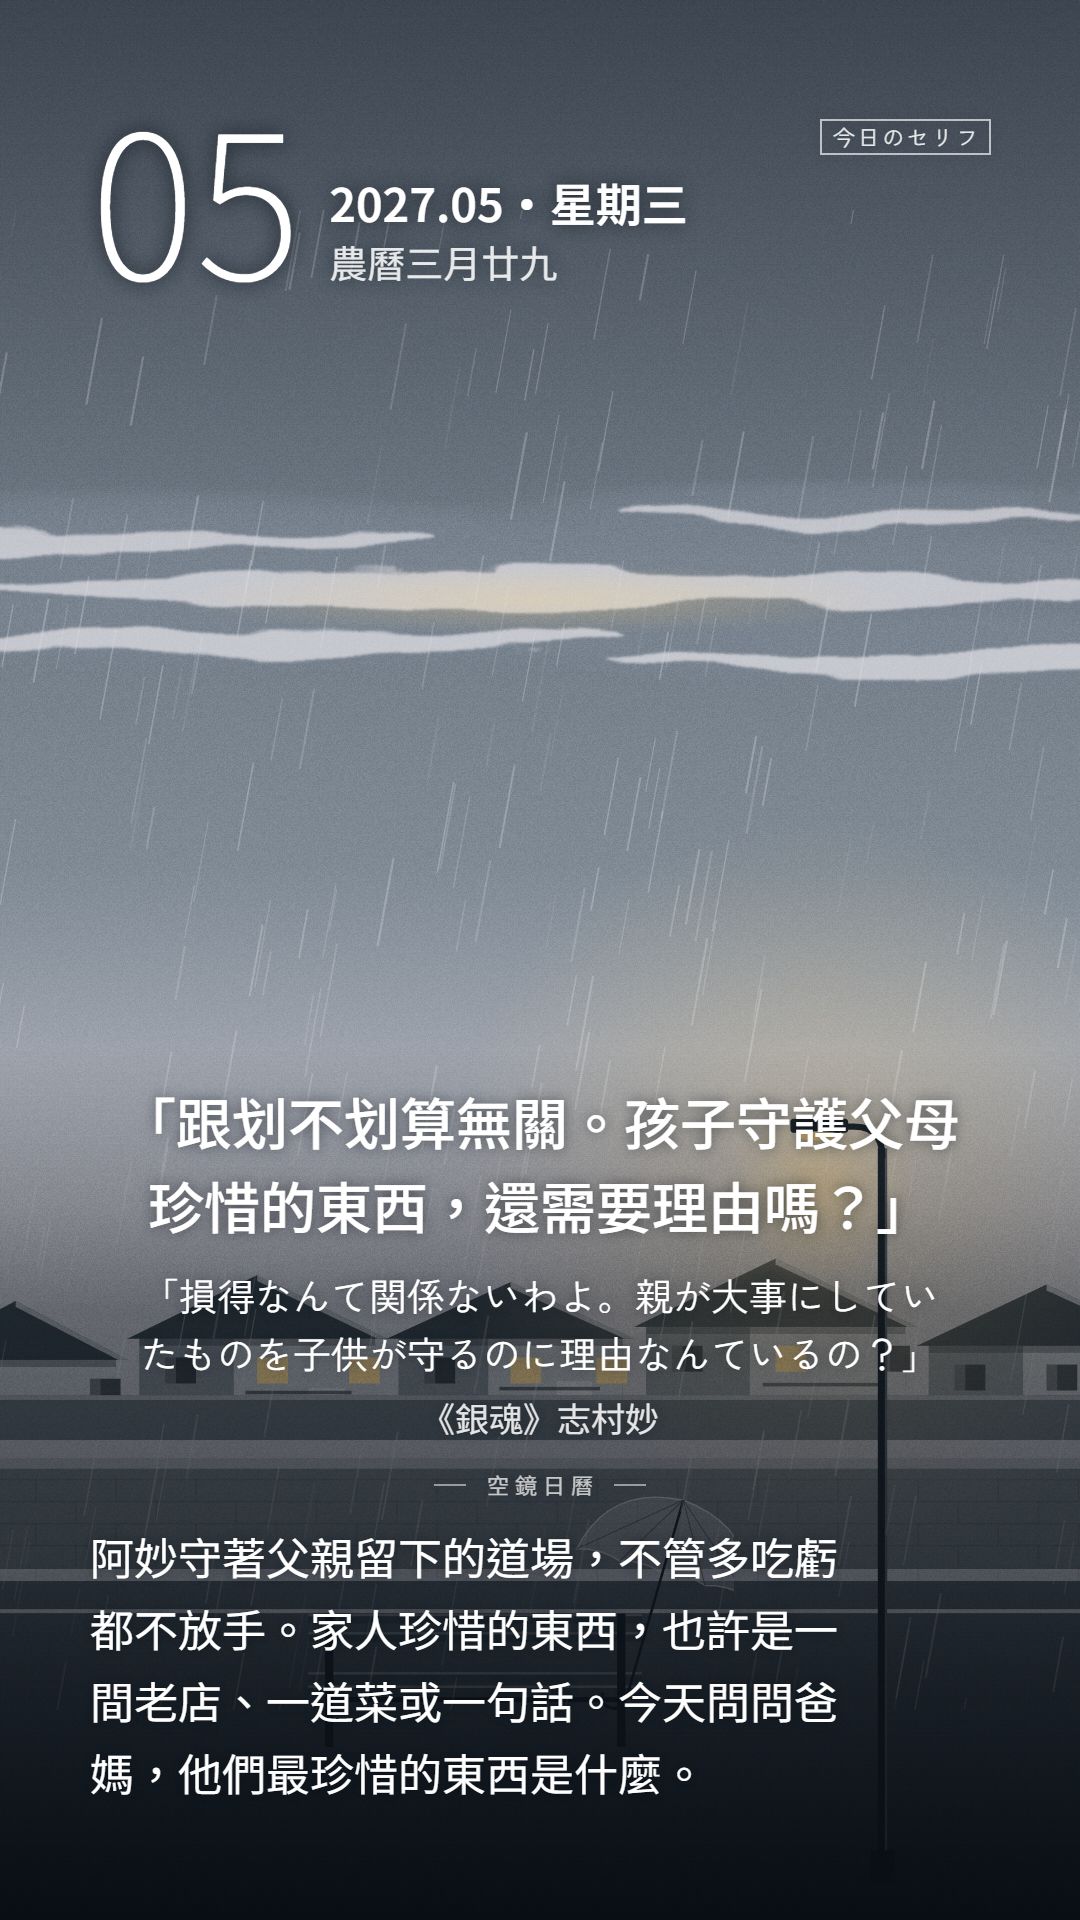 05
2027.05・星期三
農曆三月廿九
今日のセリフ
「跟划不划算無關。孩子守護父母
珍惜的東西，還需要理由嗎？」
「損得なんて関係ないわよ。親が大事にしてい
たものを子供が守るのに理由なんているの？」
《銀魂》志村妙
空鏡日曆
阿妙守著父親留下的道場，不管多吃虧
都不放手。家人珍惜的東西，也許是一
間老店、一道菜或一句話。今天問問爸
媽，他們最珍惜的東西是什麼。